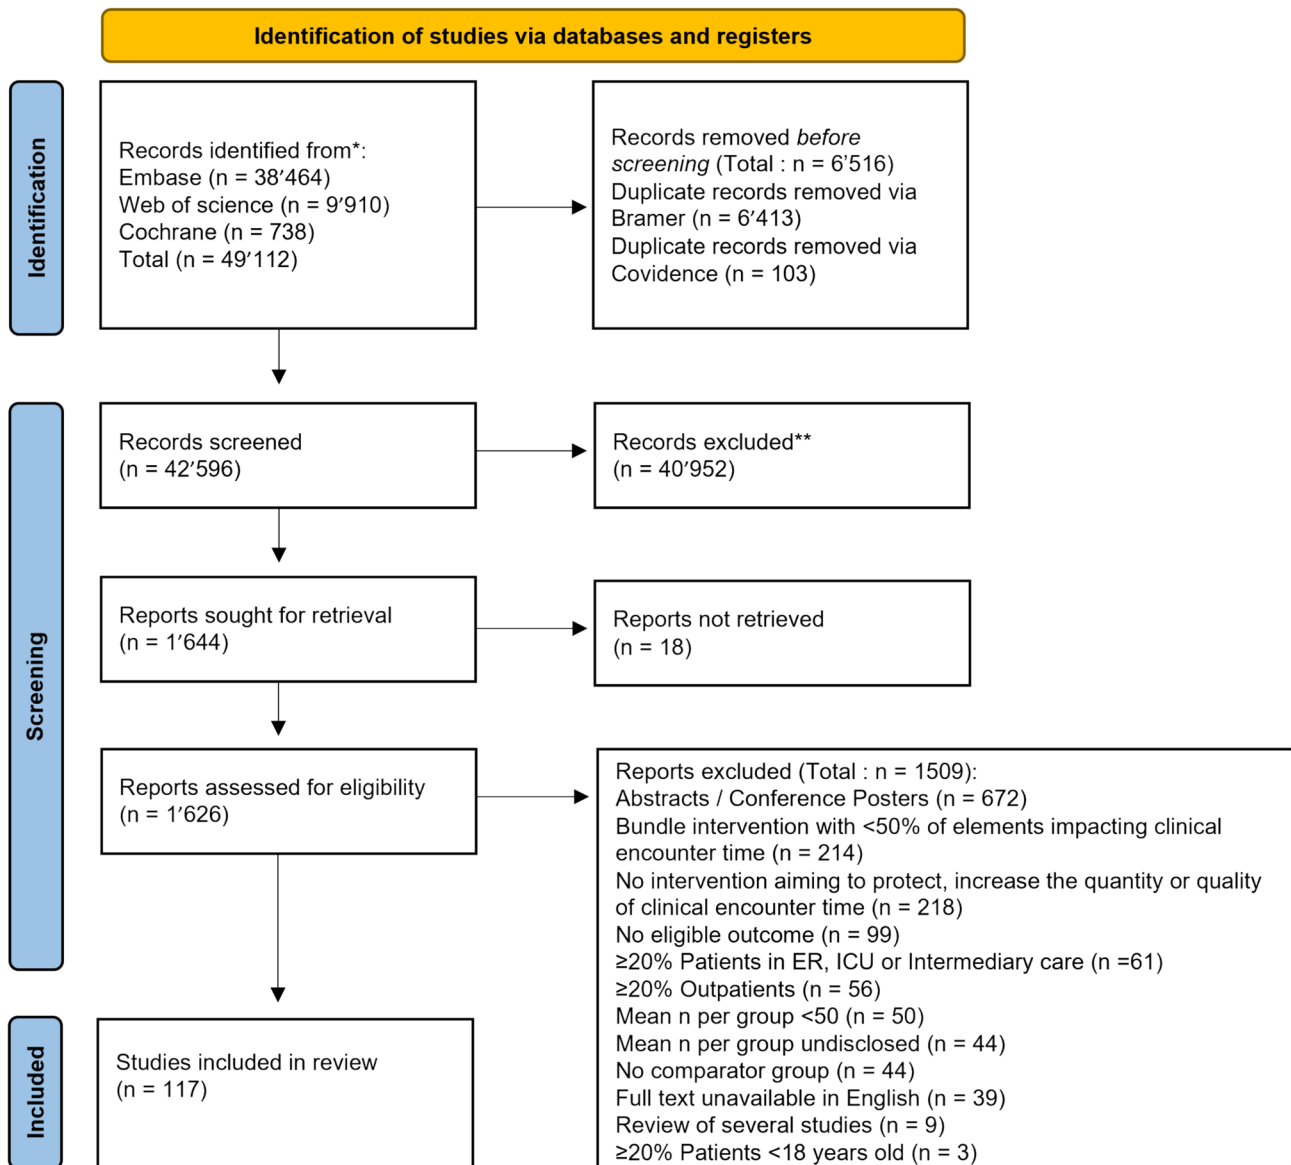 Identification of studies via databases and registers
Identification
Records identified from*:
Embase (n = 38’464)
Web of science (n = 9’910)
Cochrane (n = 738)
Total (n = 49’112)
Records removed before
screening (Total : n = 6’516)
Duplicate records removed via
Bramer (n = 6’413)
Duplicate records removed via
Covidence (n = 103)
Screening
Records screened
(n = 42’596)
Records excluded**
(n = 40’952)
Reports sought for retrieval
(n = 1’644)
Reports not retrieved
(n = 18)
Reports assessed for eligibility
(n = 1’626)
Reports excluded (Total : n = 1509):
Abstracts / Conference Posters (n = 672)
Bundle intervention with <50% of elements impacting clinical
encounter time (n = 214)
No intervention aiming to protect, increase the quantity or quality
of clinical encounter time (n = 218)
No eligible outcome (n = 99)
≥20% Patients in ER, ICU or Intermediary care (n =61)
≥20% Outpatients (n = 56)
Mean n per group <50 (n = 50)
Mean n per group undisclosed (n = 44)
No comparator group (n = 44)
Full text unavailable in English (n = 39)
Review of several studies (n = 9)
≥20% Patients <18 years old (n = 3)
Included
Studies included in review
(n = 117)